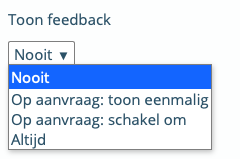 Toon feedback
Nooit ▾
Nooit
Op aanvraag: toon eenmalig
Op aanvraag: schakel om
Altijd